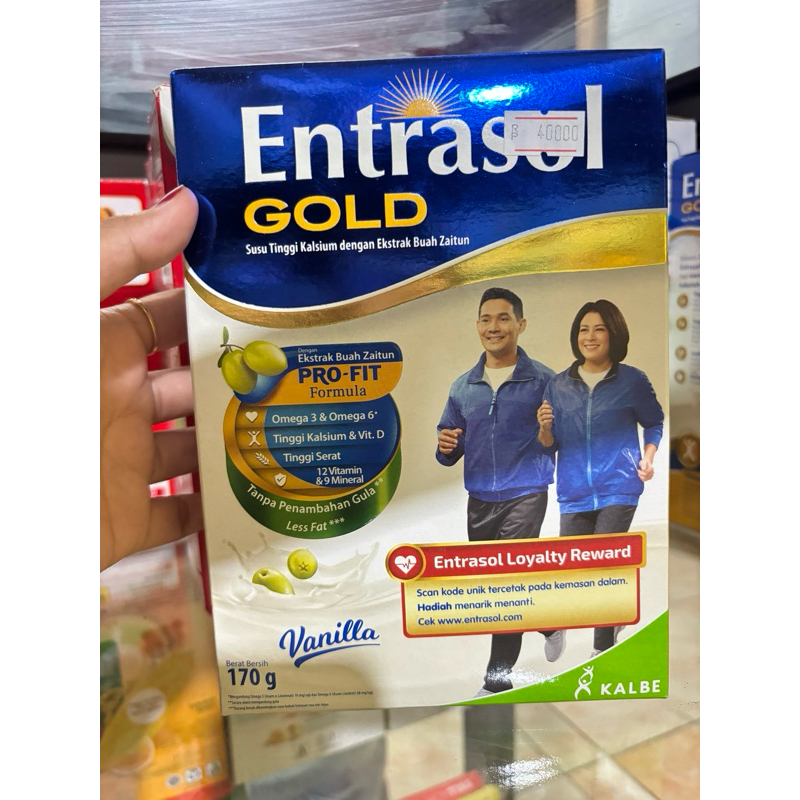 Entrasol
Rp 40000
GOLD
Susu Tinggi Kalsium dengan Ekstrak Buah Zaitun
Dengan
Ekstrak Buah Zaitun
PRO-FIT
Formula
Omega 3 & Omega 6*
Tinggi Kalsium & Vit. D
Tinggi Serat
12 Vitamin
& 9 Mineral
Tanpa Penambahan Gula**
Less Fat***
Entrasol Loyalty Reward
Scan kode unik tercetak pada kemasan dalam.
Hadiah menarik menanti.
Cek www.entrasol.com
Vanilla
Berat Bersih
170 g
KALBE